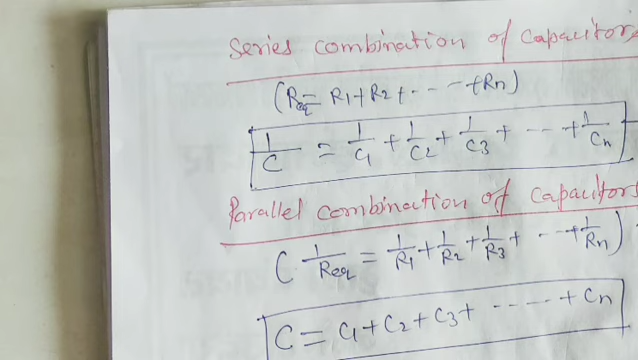 Series combination of capacitors
(Req = R1 + R2 + - - - + Rn)
1/C = 1/C1 + 1/C2 + 1/C3 + - - - + 1/Cn
Parallel combination of capacitors
( 1/Req = 1/R1 + 1/R2 + 1/R3 + - - - + 1/Rn )
C = C1 + C2 + C3 + - - - - - + Cn